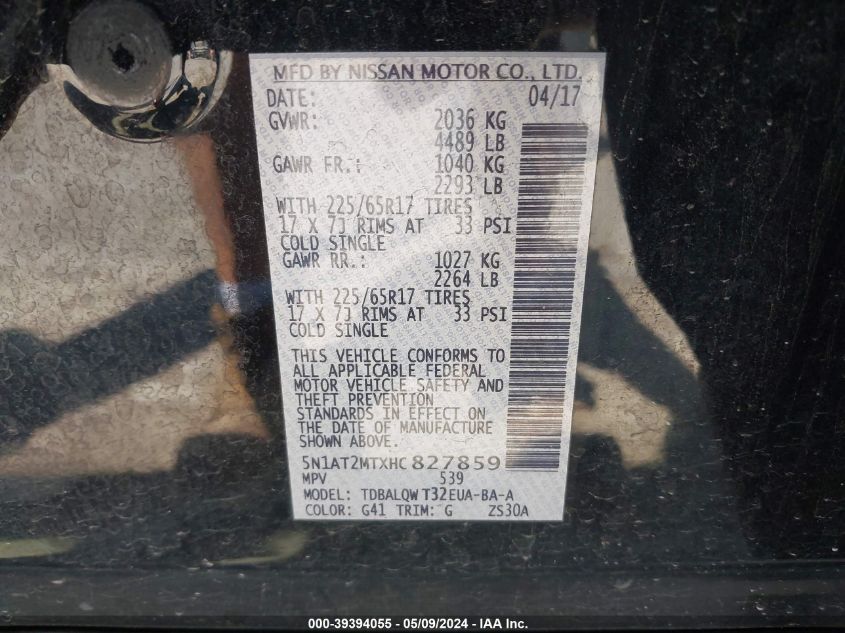 MFD BY NISSAN MOTOR CO., LTD.
DATE: 04/17
GVWR: 2036 KG
4489 LB
GAWR FR.: 1040 KG
2293 LB
WITH 225/65R17 TIRES
17 X 7J RIMS AT 33 PSI
COLD SINGLE
GAWR RR.: 1027 KG
2264 LB
WITH 225/65R17 TIRES
17 X 7J RIMS AT 33 PSI
COLD SINGLE
THIS VEHICLE CONFORMS TO
ALL APPLICABLE FEDERAL
MOTOR VEHICLE SAFETY AND
THEFT PREVENTION
STANDARDS IN EFFECT ON
THE DATE OF MANUFACTURE
SHOWN ABOVE.
5N1AT2MTXHC 827859
MPV 539
MODEL: TDBALQW T32EUA-BA-A
COLOR: G41 TRIM: G ZS30A
000-39394055 - 05/09/2024 - IAA Inc.